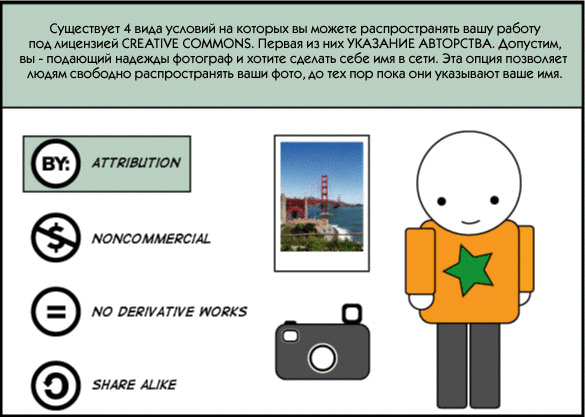 Существует 4 вида условий на которых вы можете распространять вашу работу
под лицензией CREATIVE COMMONS. Первая из них УКАЗАНИЕ АВТОРСТВА. Допустим,
вы - подающий надежды фотограф и хотите сделать себе имя в сети. Эта опция позволяет
людям свободно распространять ваши фото, до тех пор пока они указывают ваше имя.
BY: ATTRIBUTION
$ NONCOMMERCIAL
= NO DERIVATIVE WORKS
SHARE ALIKE